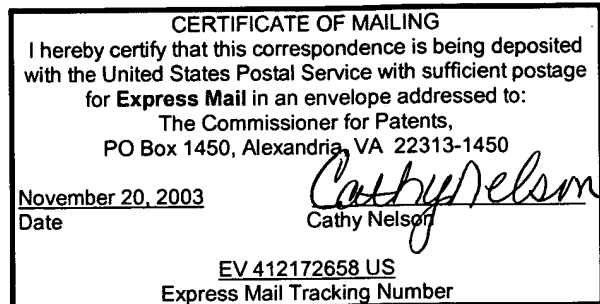 CERTIFICATE OF MAILING
I hereby certify that this correspondence is being deposited
with the United States Postal Service with sufficient postage
for Express Mail in an envelope addressed to:
The Commissioner for Patents,
PO Box 1450, Alexandria, VA 22313-1450
Cathy Nelson
November 20, 2003
Date Cathy Nelson
EV 412172658 US
Express Mail Tracking Number